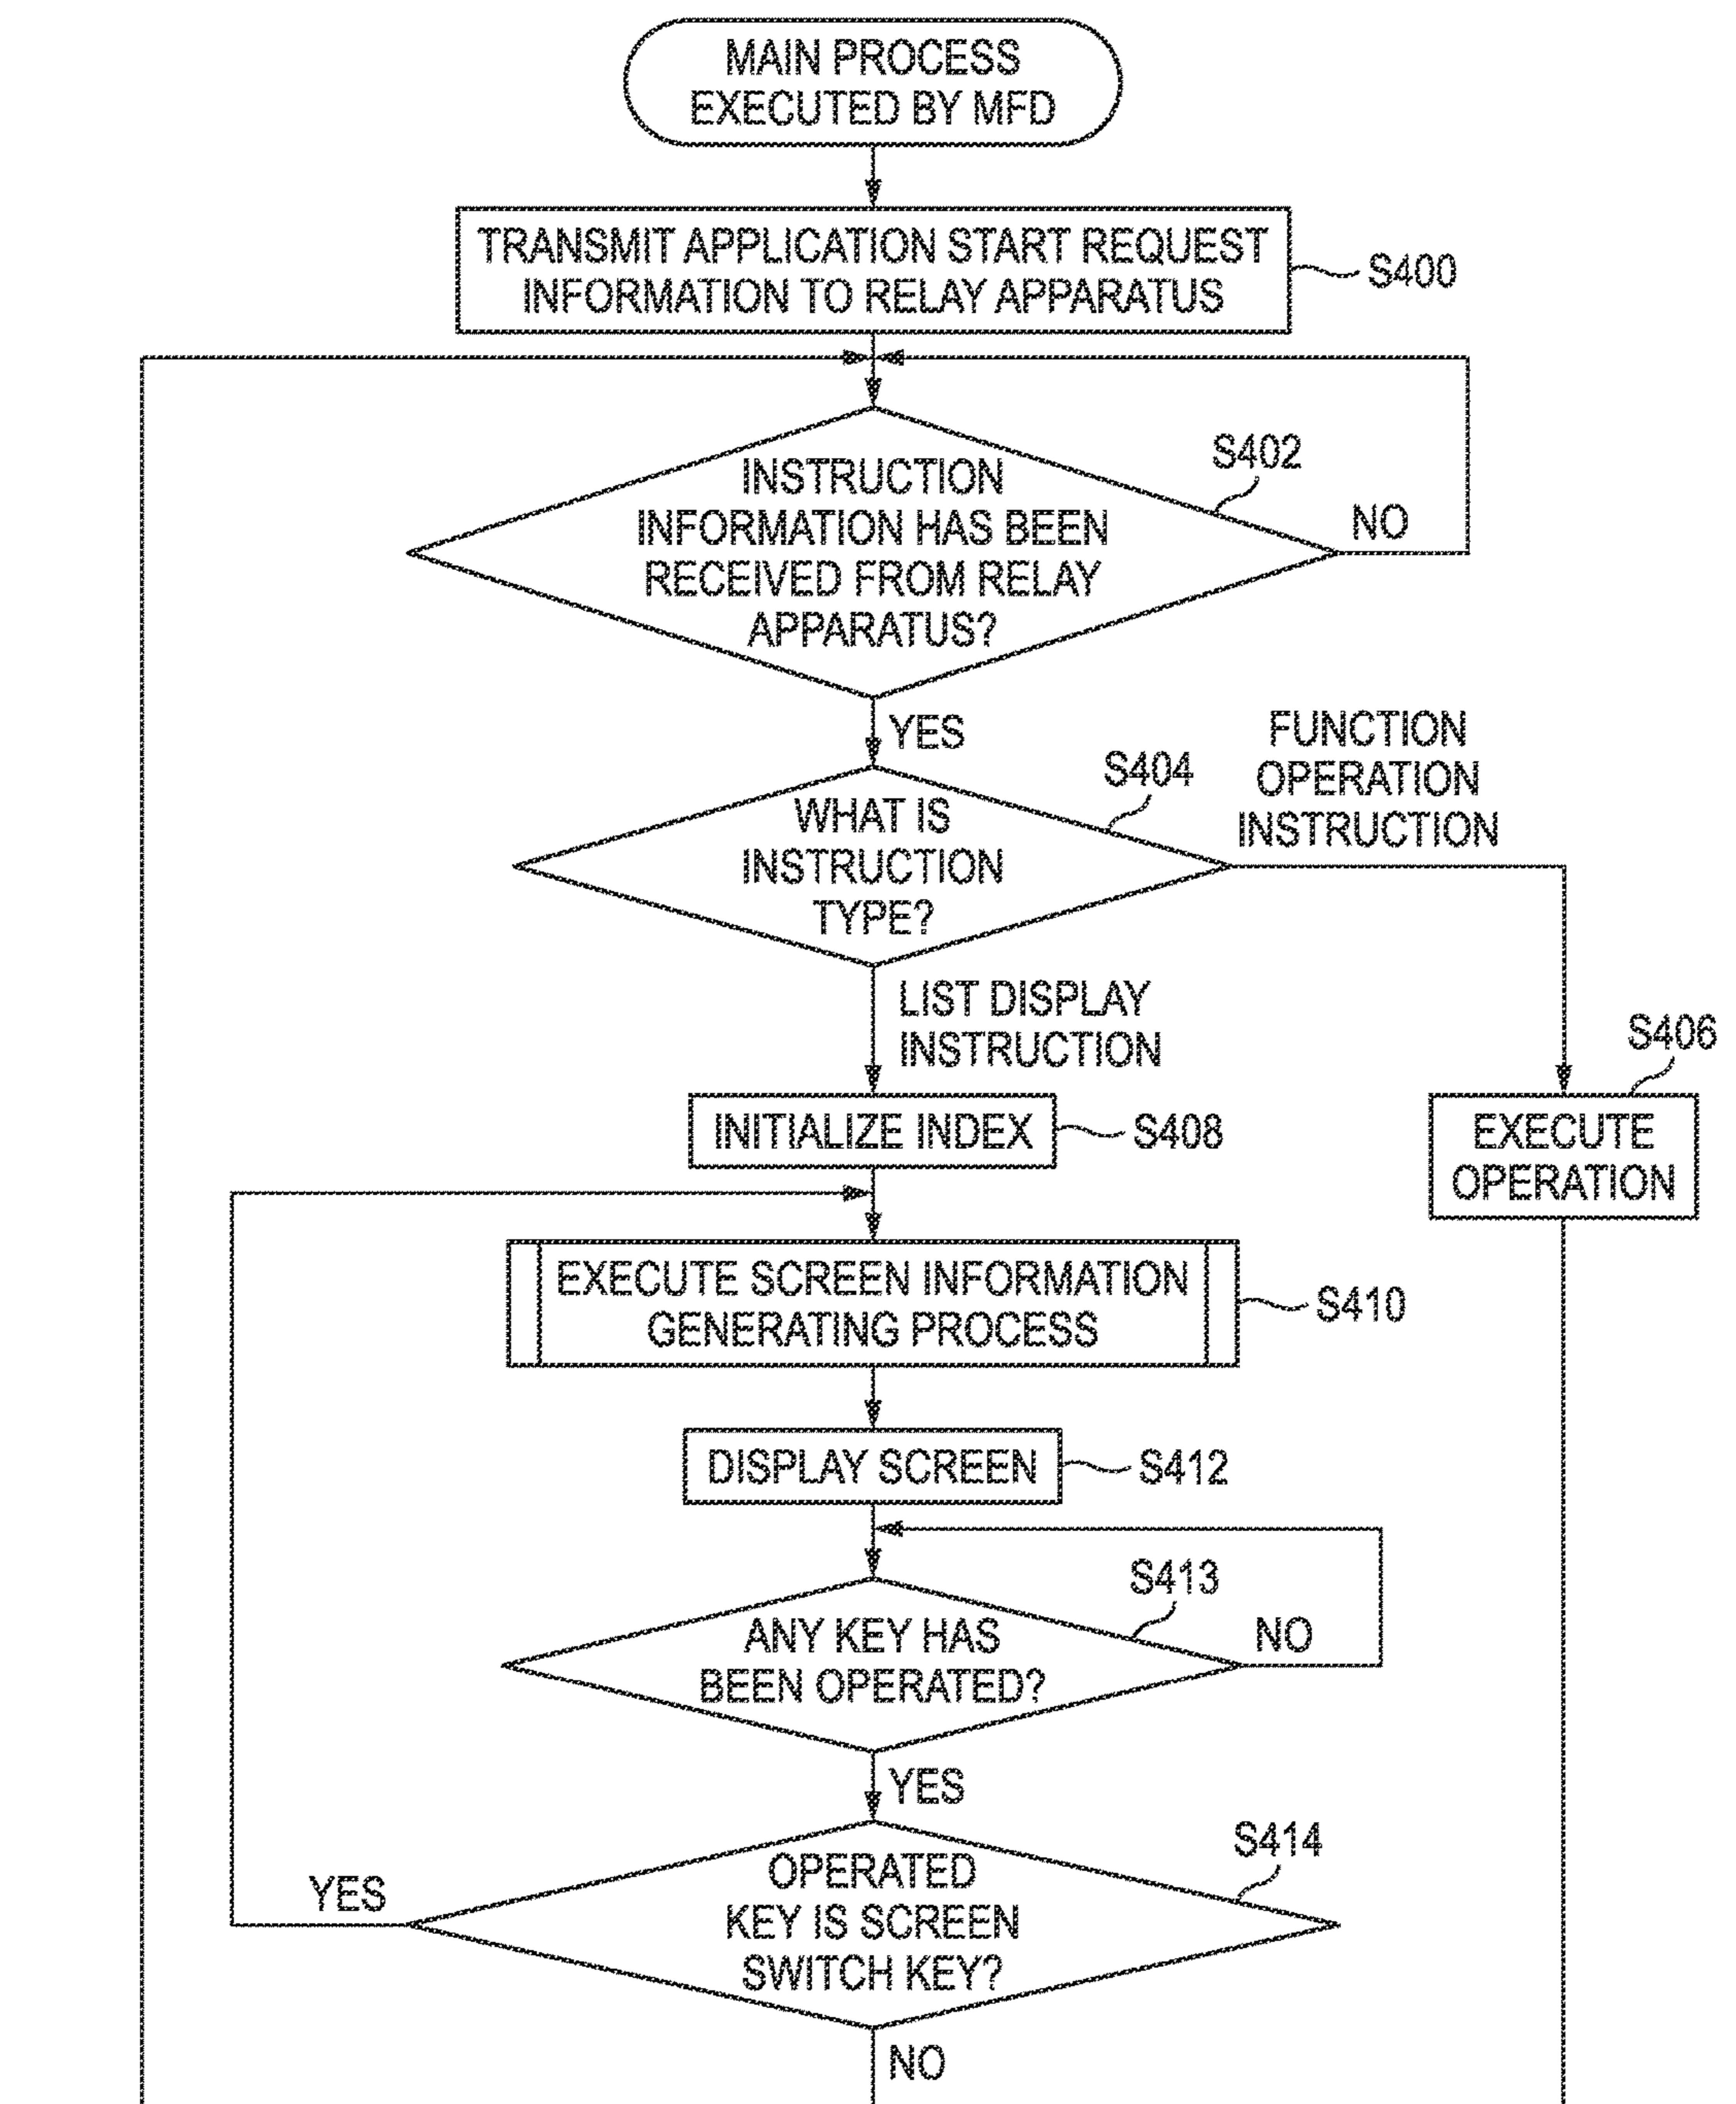 MAIN PROCESS
EXECUTED BY MFD
TRANSMIT APPLICATION START REQUEST
INFORMATION TO RELAY APPARATUS
S400
S402
INSTRUCTION
INFORMATION HAS BEEN
RECEIVED FROM RELAY
APPARATUS?
NO
YES
S404
WHAT IS
INSTRUCTION
TYPE?
FUNCTION
OPERATION
INSTRUCTION
LIST DISPLAY
INSTRUCTION
S406
EXECUTE
OPERATION
INITIALIZE INDEX
S408
EXECUTE SCREEN INFORMATION
GENERATING PROCESS
S410
DISPLAY SCREEN
S412
S413
ANY KEY HAS
BEEN OPERATED?
NO
YES
S414
OPERATED
KEY IS SCREEN
SWITCH KEY?
YES
NO